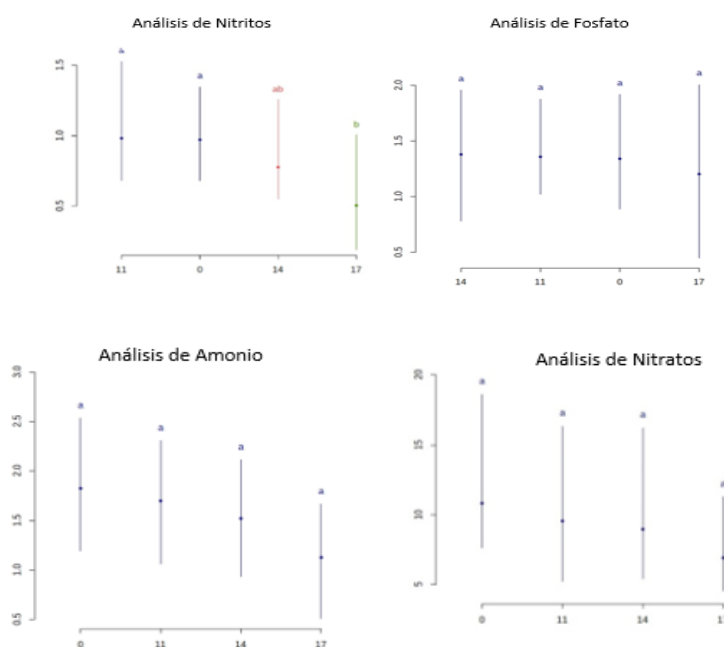 Análisis de Nitritos
a
a
ab
b
1.5
1.0
0.5
11 0 14 17
Análisis de Fosfato
a
a
a
a
2.0
1.5
1.0
0.5
14 11 0 17
Análisis de Amonio
3.0
a
a
a
a
2.5
2.0
1.5
1.0
0.5
0 11 14 17
Análisis de Nitratos
20
a
a
a
a
15
10
5
0 11 14